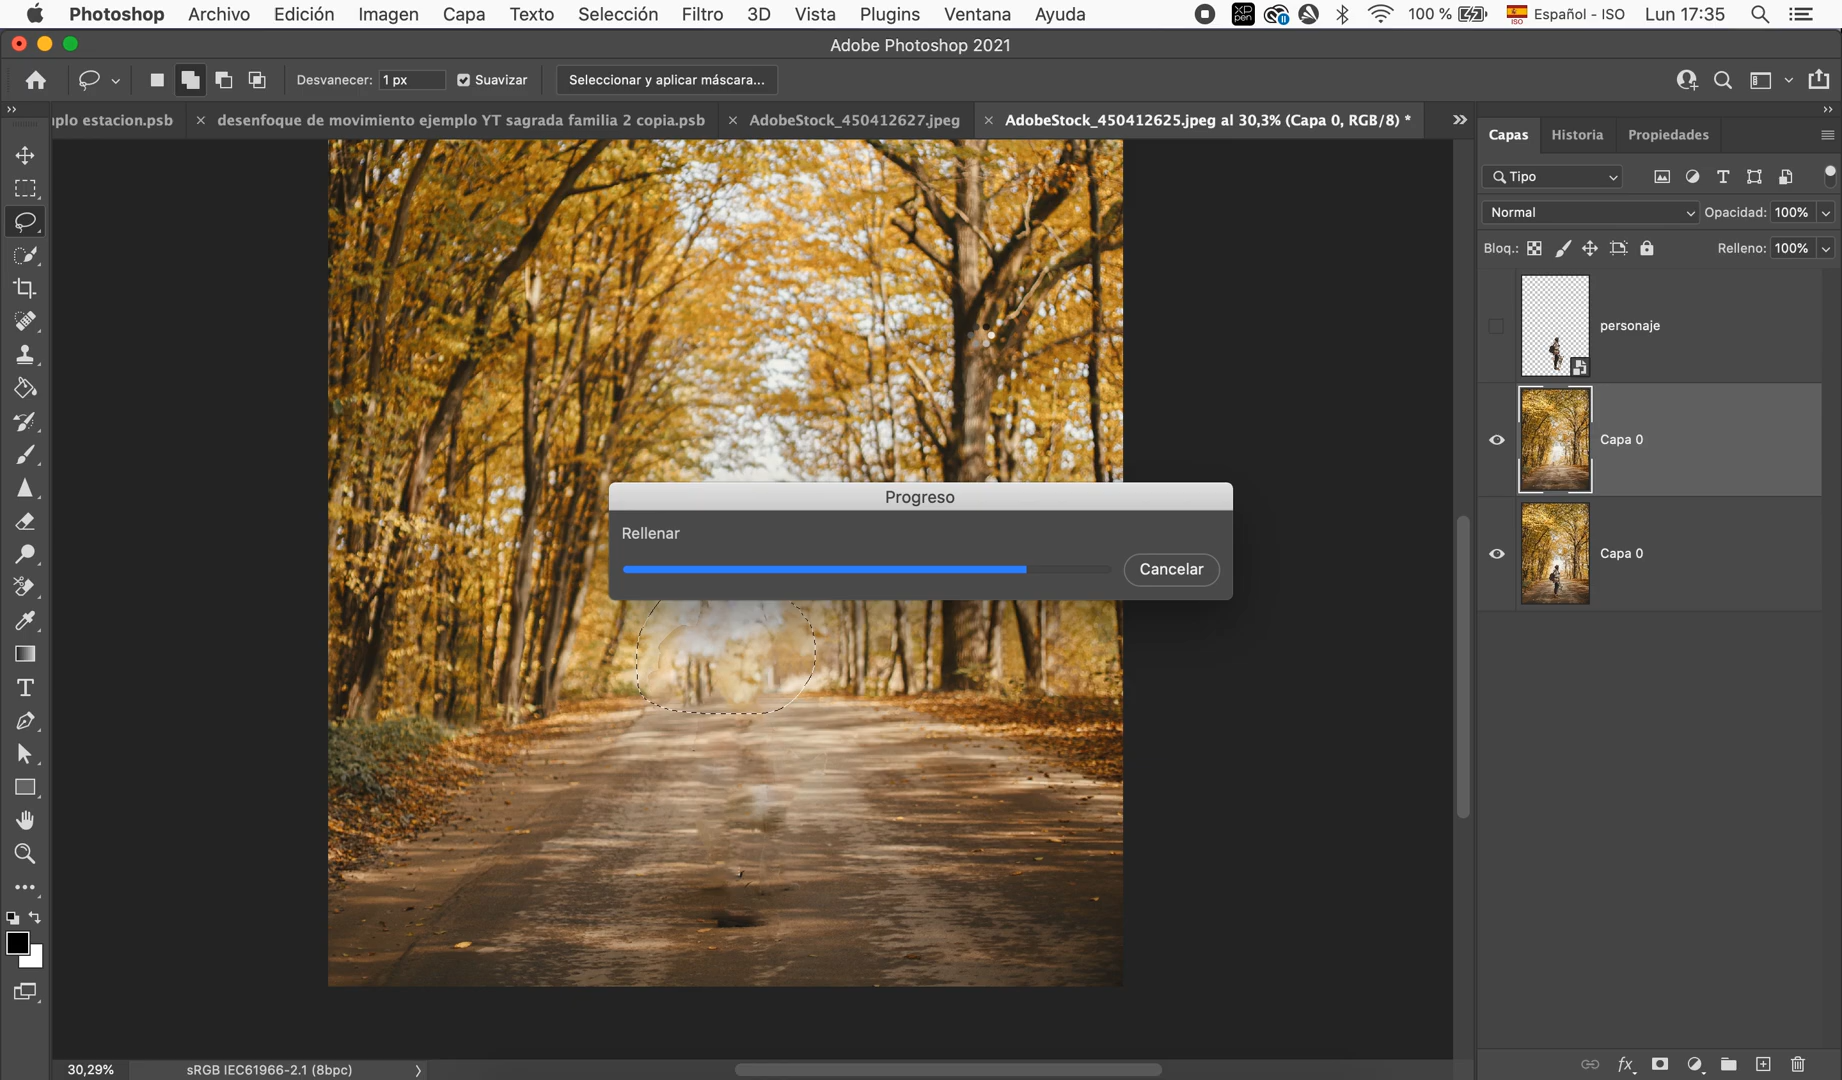 Photoshop Archivo Edición Imagen Capa Texto Selección Filtro 3D Vista Plugins Ventana Ayuda XP pen 100 % ISO Español - ISO Lun 17:35
Adobe Photoshop 2021
Desvanecer: 1 px Suavizar Seleccionar y aplicar máscara...
plo estacion.psb × desenfoque de movimiento ejemplo YT sagrada familia 2 copia.psb × AdobeStock_450412627.jpeg × AdobeStock_450412625.jpeg al 30,3% (Capa 0, RGB/8) *
Capas Historia Propiedades
Tipo
Normal Opacidad: 100%
Bloq.: Relleno: 100%
personaje
Capa 0
Capa 0
Progreso
Rellenar
Cancelar
30,29% sRGB IEC61966-2.1 (8bpc)